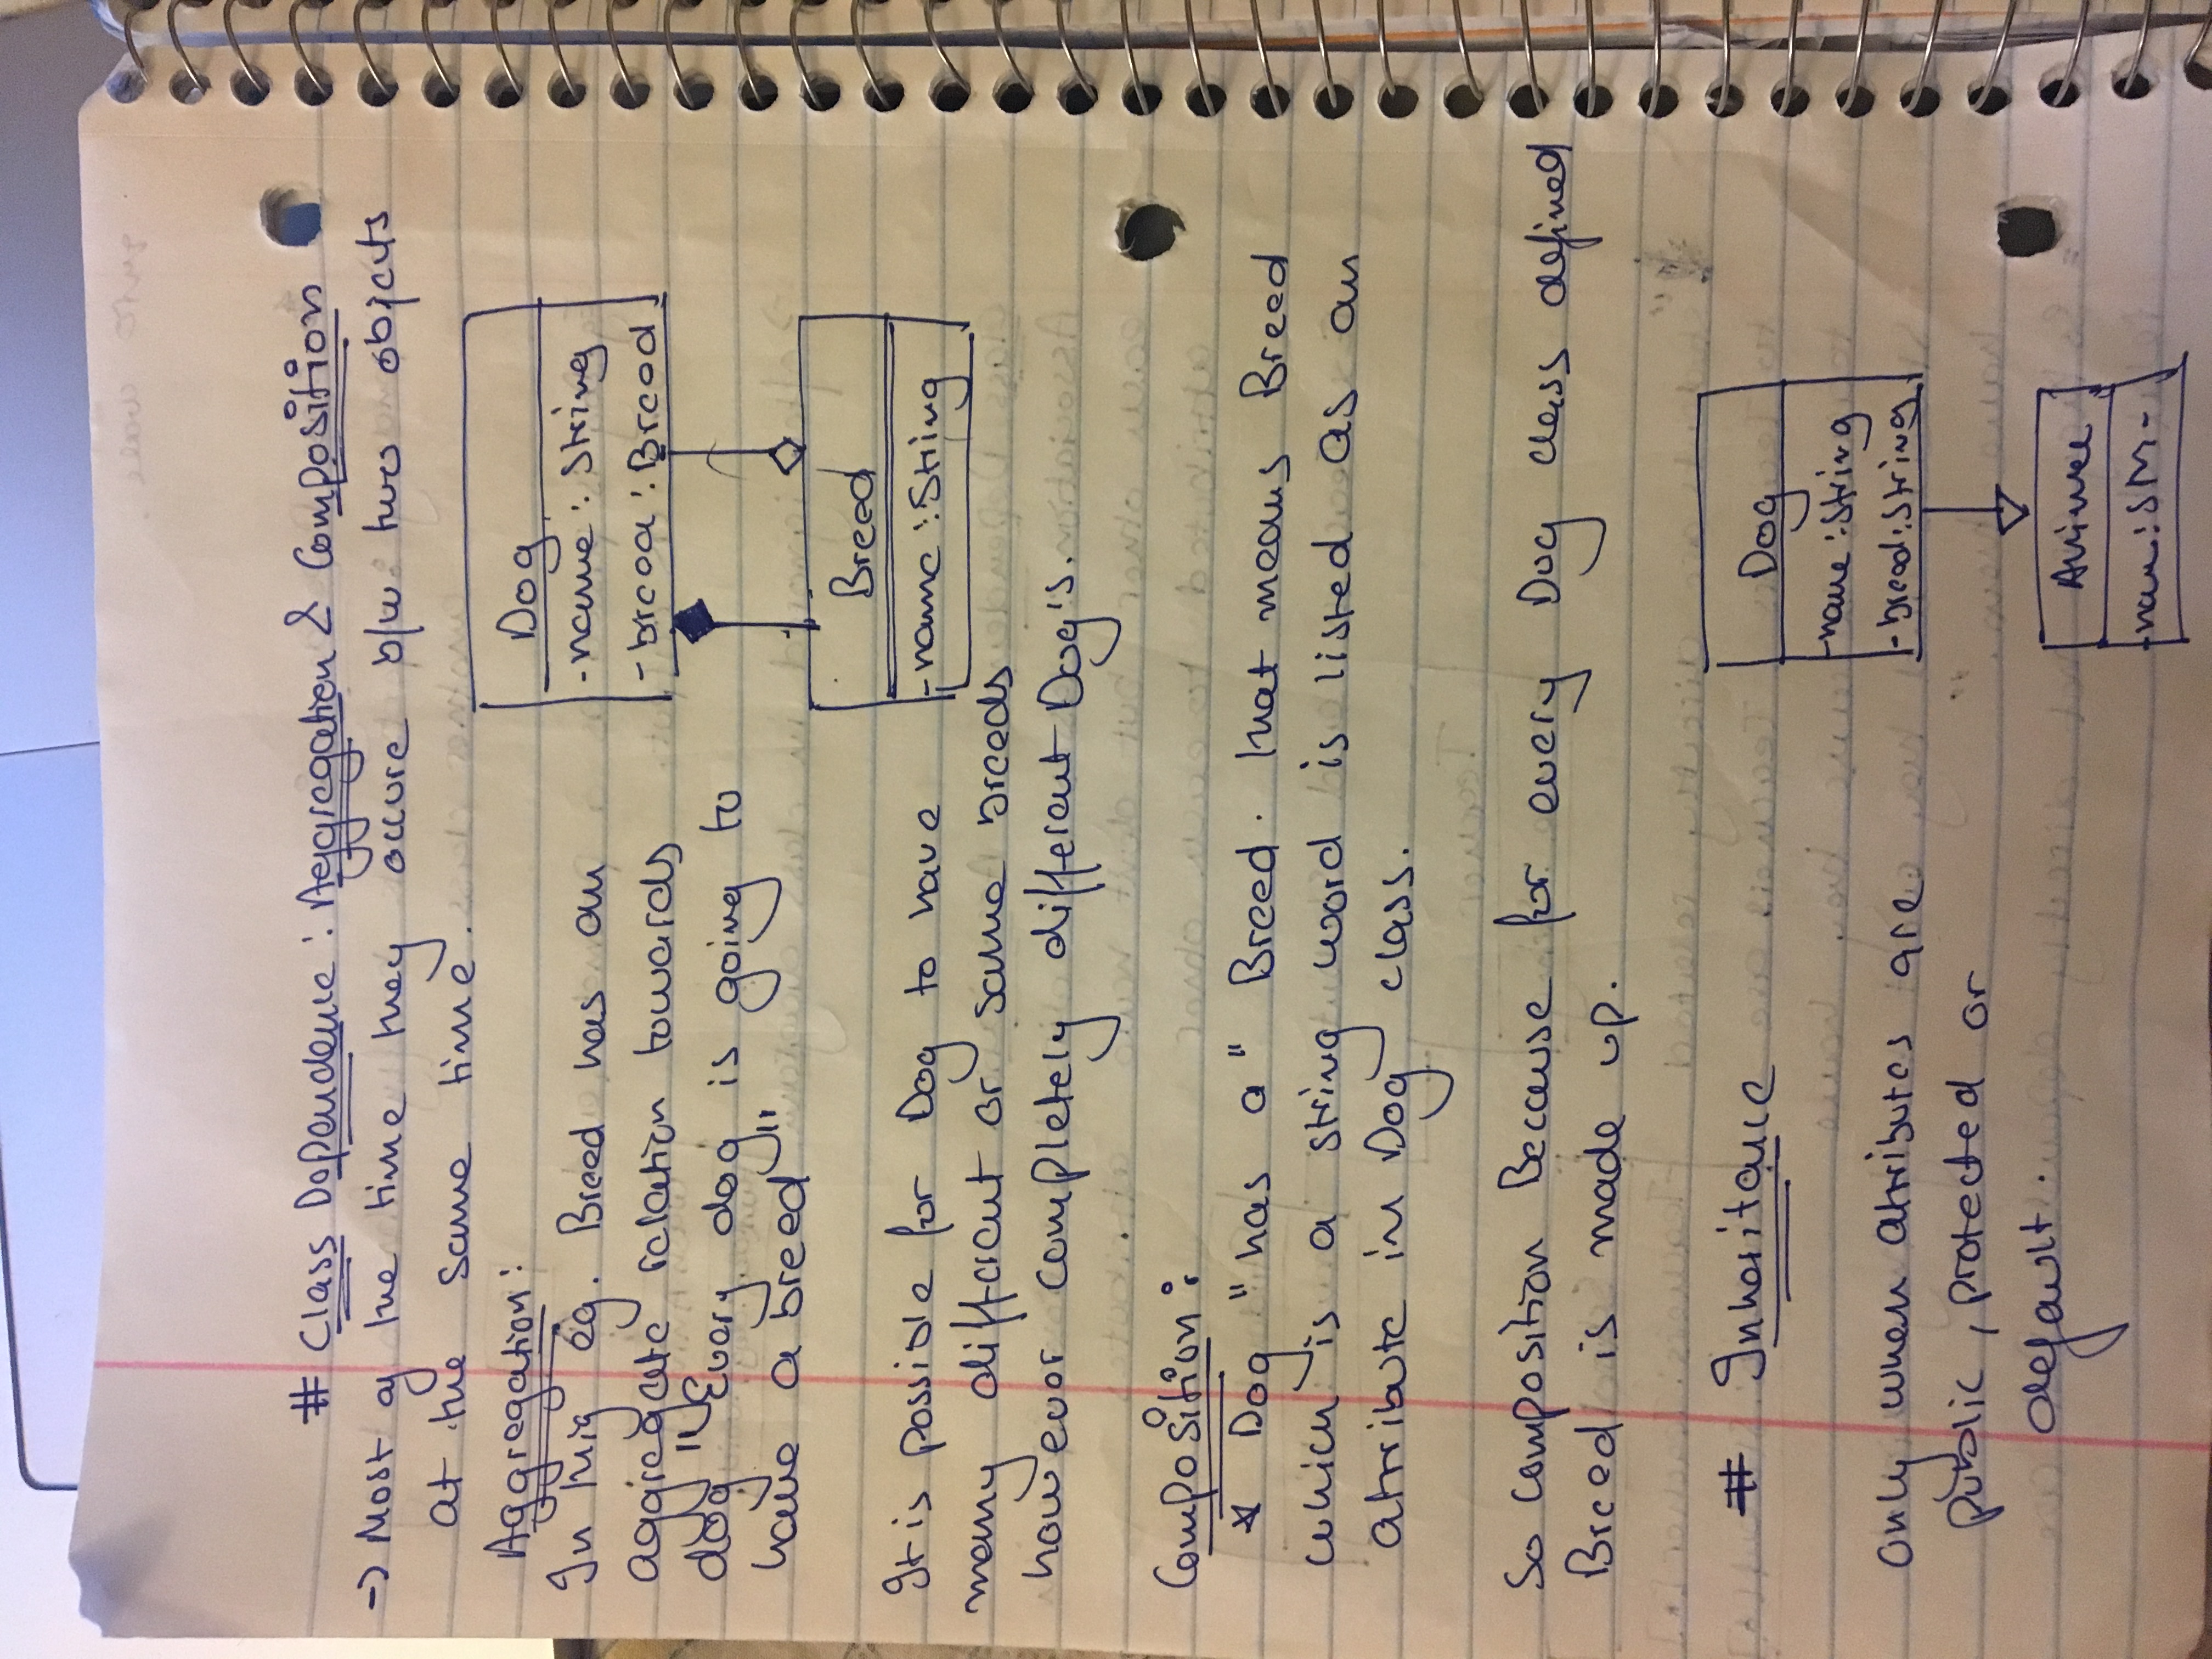 # Class Dependence : Aggregation & Composition
-> Most of the time they occure b/w two objects
at the same time.
Aggregation :
In this eg. Breed has an
aggregate relation towards
dog "Every dog is going to
have a breed"
Dog
- name : String
- breed : Breed
Breed
- name : String
It is possible for Dog to have
many different or same breeds
however completely different Dog's.
Composition :
* Dog "has a" Breed. that means Breed
which is a string word is listed as an
attribute in Dog class.
So composition Because for every Dog class defined
Breed is made up.
# Inheritance
Only when attributes are
public, protected or
default.
Dog
- name : String
- breed : String
Animal